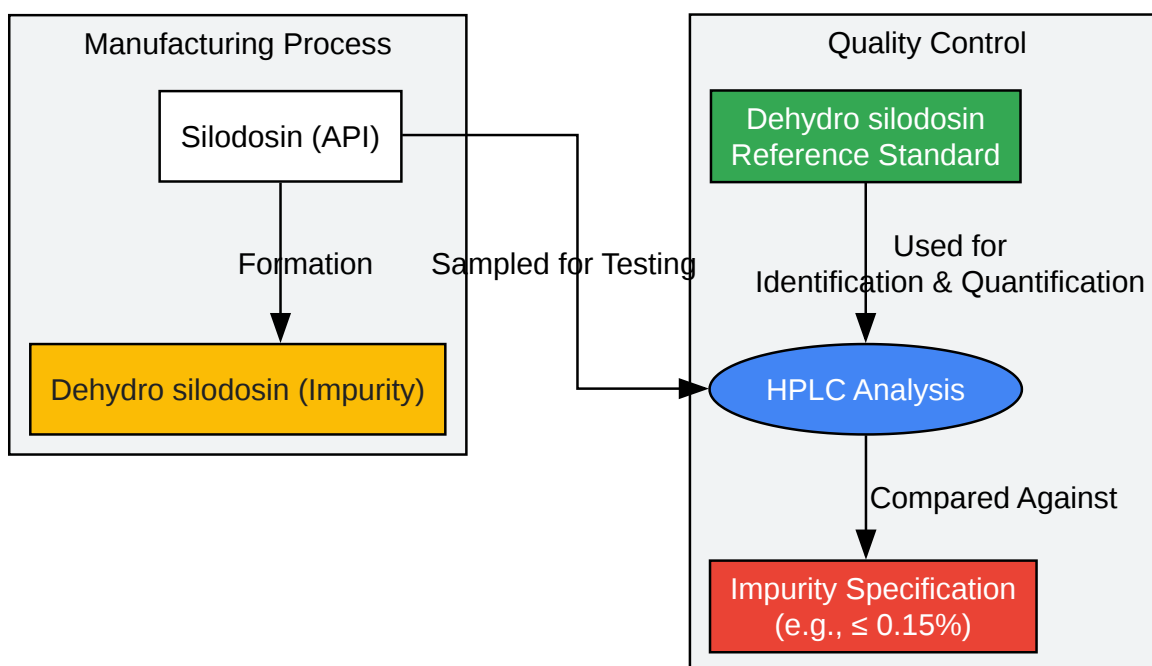 Manufacturing Process
Silodosin (API)
Formation
Dehydro silodosin (Impurity)
Sampled for Testing
Quality Control
Dehydro silodosin
Reference Standard
Used for
Identification & Quantification
HPLC Analysis
Compared Against
Impurity Specification
(e.g., ≤ 0.15%)